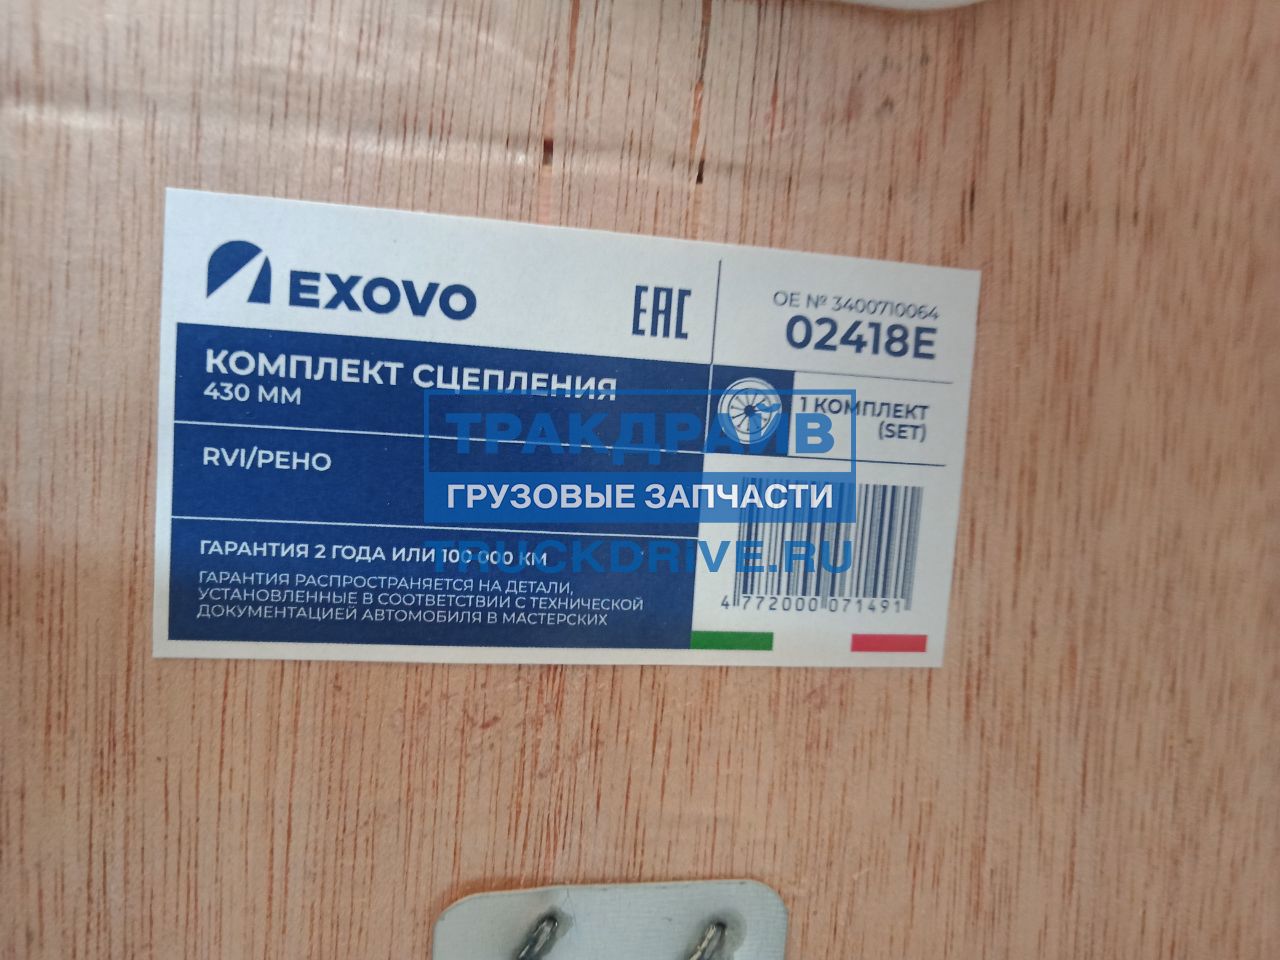 EXOVO
EAC
OE № 3400710064
02418E
КОМПЛЕКТ СЦЕПЛЕНИЯ
430 ММ
1 КОМПЛЕКТ
(SET)
RVI/РЕНО
ГАРАНТИЯ 2 ГОДА ИЛИ 100 000 КМ
ГАРАНТИЯ РАСПРОСТРАНЯЕТСЯ НА ДЕТАЛИ,
УСТАНОВЛЕННЫЕ В СООТВЕТСТВИИ С ТЕХНИЧЕСКОЙ
ДОКУМЕНТАЦИЕЙ АВТОМОБИЛЯ В МАСТЕРСКИХ
4 772000 071491
ТРАКДРАЙВ
ГРУЗОВЫЕ ЗАПЧАСТИ
TRUCKDRIVE.RU